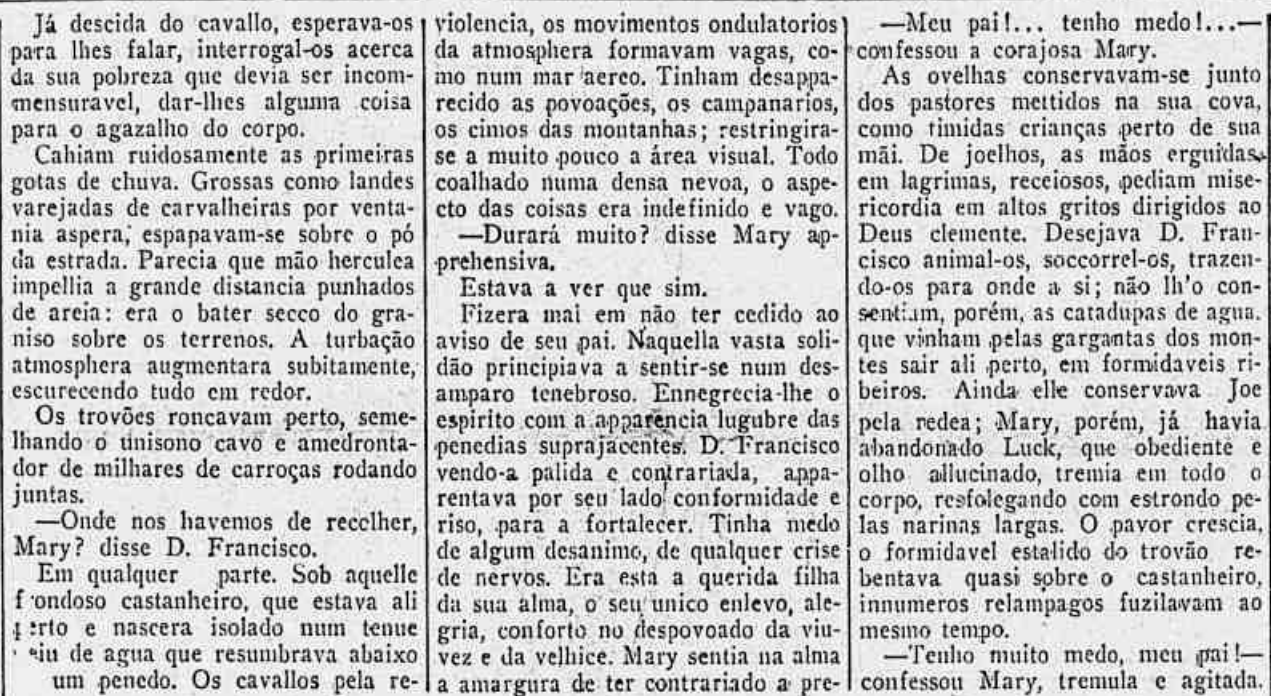 Já descida do cavallo, esperava-os
para lhes falar, interrogal-os acerca
da sua pobreza que devia ser incom-
mensuravel, dar-lhes alguma coisa
para o agazalho do corpo.
Cahiam ruidosamente as primeiras
gotas de chuva. Grossas como landes
varejadas de carvalheiras por venta-
nia aspera, espapavam-se sobre o pó
da estrada. Parecia que mão herculea
impellia a grande distancia punhados
de areia: era o bater secco do gra-
niso sobre os terrenos. A turbação
atmosphera augmentara subitamente,
escurecendo tudo em redor.
Os trovões roncavam perto, seme-
lhando o unisono cavo e amedronta-
dor de milhares de carroças rodando
juntas.
—Onde nos havemos de recolher,
Mary? disse D. Francisco.
Em qualquer parte. Sob aquelle
f ondoso castanheiro, que estava ali
erto e nascera isolado num tenue
de agua que resumbrava abaixo
um penedo. Os cavallos pela re-
violencia, os movimentos ondulatorios
da atmosphera formavam vagas, co-
mo num mar aereo. Tinham desappa-
recido as povoações, os campanarios,
os cimos das montanhas; restringira-
se a muito pouco a área visual. Todo
coalhado numa densa nevoa, o aspe-
cto das coisas era indefinido e vago.
—Durará muito? disse Mary ap-
prehensiva.
Estava a ver que sim.
Fizera mal em não ter cedido ao
aviso de seu pai. Naquella vasta soli-
dão principiava a sentir-se num des-
amparo tenebroso. Ennegrecia-lhe o
espirito com a apparência lugubre das
penedias suprajacentes. D. Francisco
vendo-a palida e contrariada, appa-
rentava por seu lado conformidade e
riso, para a fortalecer. Tinha medo
de algum desanimo, de qualquer crise
de nervos. Era esta a querida filha
da sua alma, o seu unico enlevo, ale-
gria, conforto no despovoado da viu-
vez e da velhice. Mary sentia na alma
a amargura de ter contrariado a pre-
—Meu pai!... tenho medo!...—
confessou a corajosa Mary.
As ovelhas conservavam-se junto
dos pastores mettidos na sua cova,
como timidas crianças perto de sua
mãi. De joelhos, as mãos erguidas
em lagrimas, receiosos, pediam mise-
ricordia em altos gritos dirigidos ao
Deus clemente. Desejava D. Fran-
cisco animal-os, soccorrel-os, trazen-
do-os para onde a si; não lh'o con-
sentiam, porém, as catadupas de agua.
que vinham pelas gargantas dos mon-
tes sair ali perto, em formidaveis ri-
beiros. Ainda elle conservava Joe
pela redea; Mary, porém, já havia
abandonado Luck, que obediente e
olho allucinado, tremia em todo o
corpo, resfolegando com estrondo pe-
las narinas largas. O pavor crescia,
o formidavel estalido do trovão re-
bentava quasi sobre o castanheiro,
innumeros relampagos fuzilavam ao
mesmo tempo.
—Tenho muito medo, meu pai!—
confessou Mary, tremula e agitada,